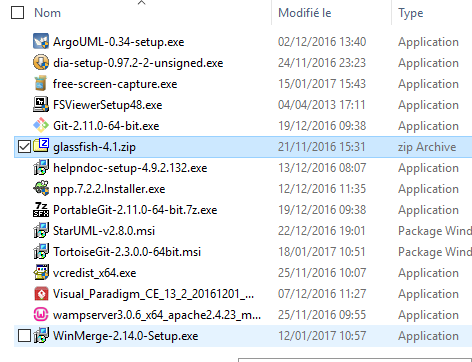 Nom Modifié le Type
ArgoUML-0.34-setup.exe 02/12/2016 13:40 Application
dia-setup-0.97.2-2-unsigned.exe 24/11/2016 23:23 Application
free-screen-capture.exe 15/01/2017 15:43 Application
FSViewerSetup48.exe 04/04/2013 17:11 Application
Git-2.11.0-64-bit.exe 19/12/2016 09:38 Application
glassfish-4.1.zip 21/11/2016 15:31 zip Archive
helpndoc-setup-4.9.2.132.exe 13/12/2016 08:07 Application
npp.7.2.2.Installer.exe 12/12/2016 11:35 Application
PortableGit-2.11.0-64-bit.7z.exe 19/12/2016 09:38 Application
StarUML-v2.8.0.msi 22/12/2016 19:01 Package Wind
TortoiseGit-2.3.0.0-64bit.msi 18/01/2017 10:51 Package Wind
vcredist_x64.exe 25/11/2016 10:07 Application
Visual_Paradigm_CE_13_2_20161201_... 07/12/2016 11:27 Application
wampserver3.0.6_x64_apache2.4.23_m... 25/11/2016 09:55 Application
WinMerge-2.14.0-Setup.exe 12/01/2017 10:57 Application